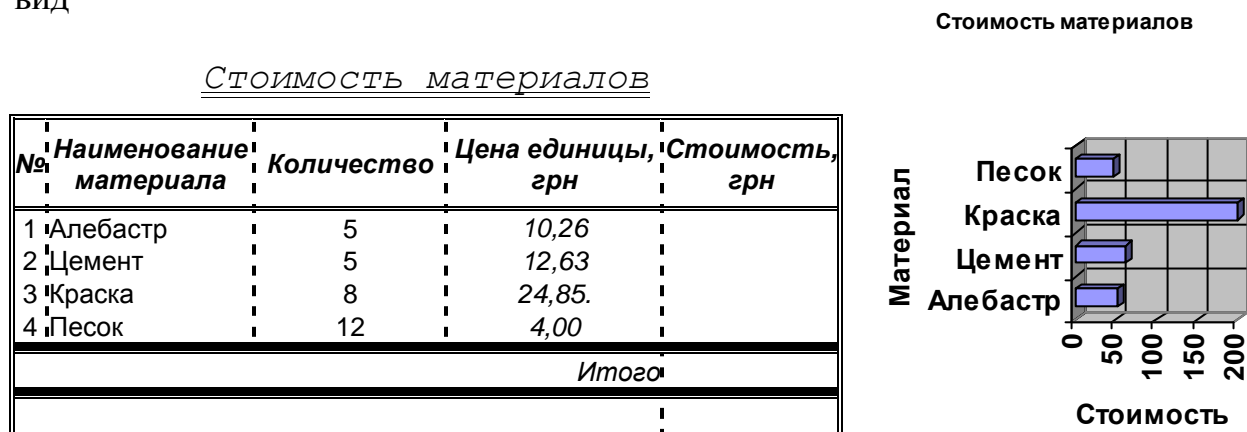 вид
Стоимость материалов
№ Наименование материала Количество Цена единицы, грн Стоимость, грн
1 Алебастр 5 10,26
2 Цемент 5 12,63
3 Краска 8 24,85.
4 Песок 12 4,00
Итого
Стоимость материалов
Материал
Песок
Краска
Цемент
Алебастр
0 50 100 150 200
Стоимость